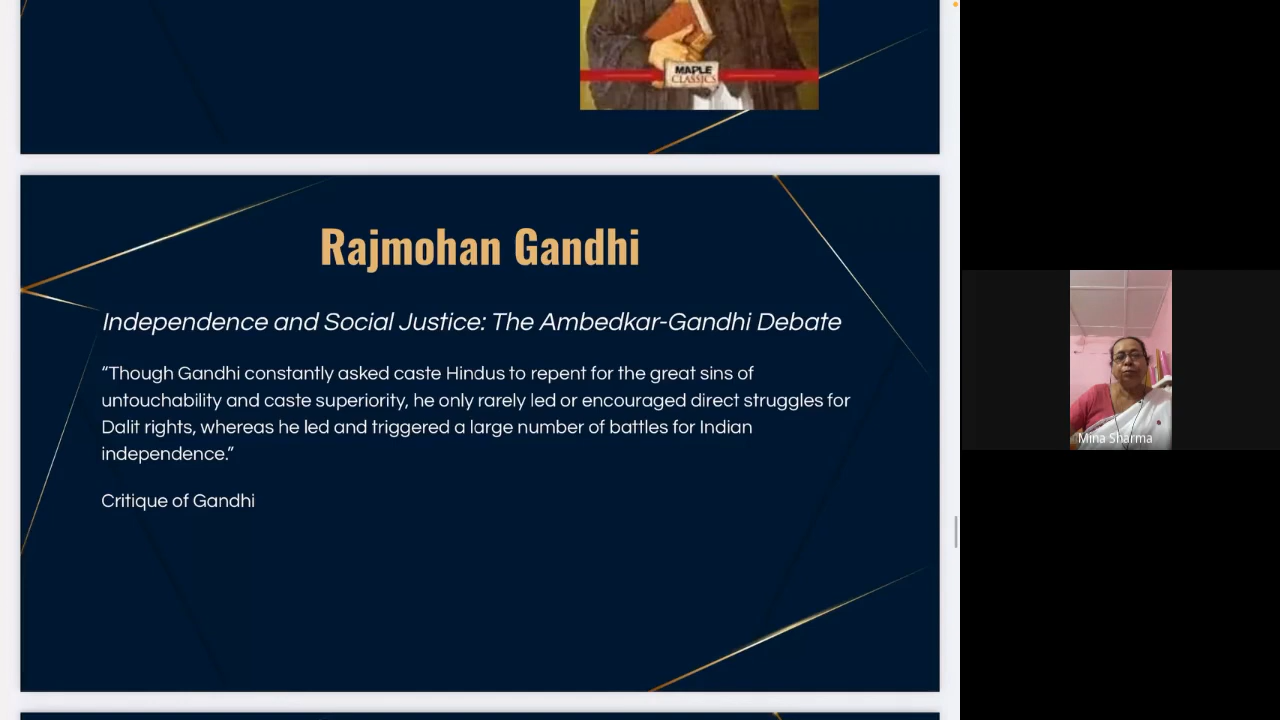 MAPLE
CLASSICS
Rajmohan Gandhi
Independence and Social Justice: The Ambedkar-Gandhi Debate
“Though Gandhi constantly asked caste Hindus to repent for the great sins of
untouchability and caste superiority, he only rarely led or encouraged direct struggles for
Dalit rights, whereas he led and triggered a large number of battles for Indian
independence.”
Critique of Gandhi
Mina Sharma